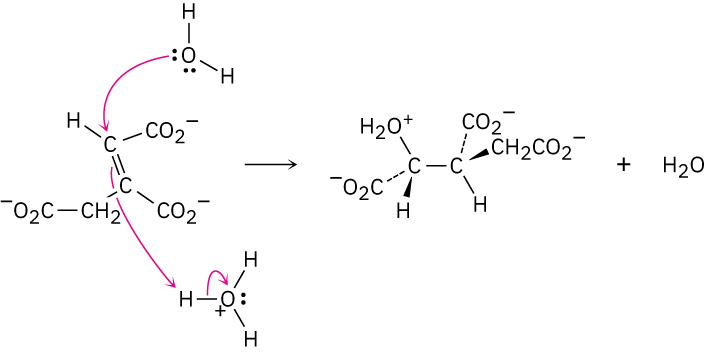 H
:O
H
H
C
CO₂⁻
C
⁻O₂C—CH₂
CO₂⁻
H—O:
+
H
H
H₂O⁺
CO₂⁻
CH₂CO₂⁻
C—C
⁻O₂C
H
H
+ H₂O